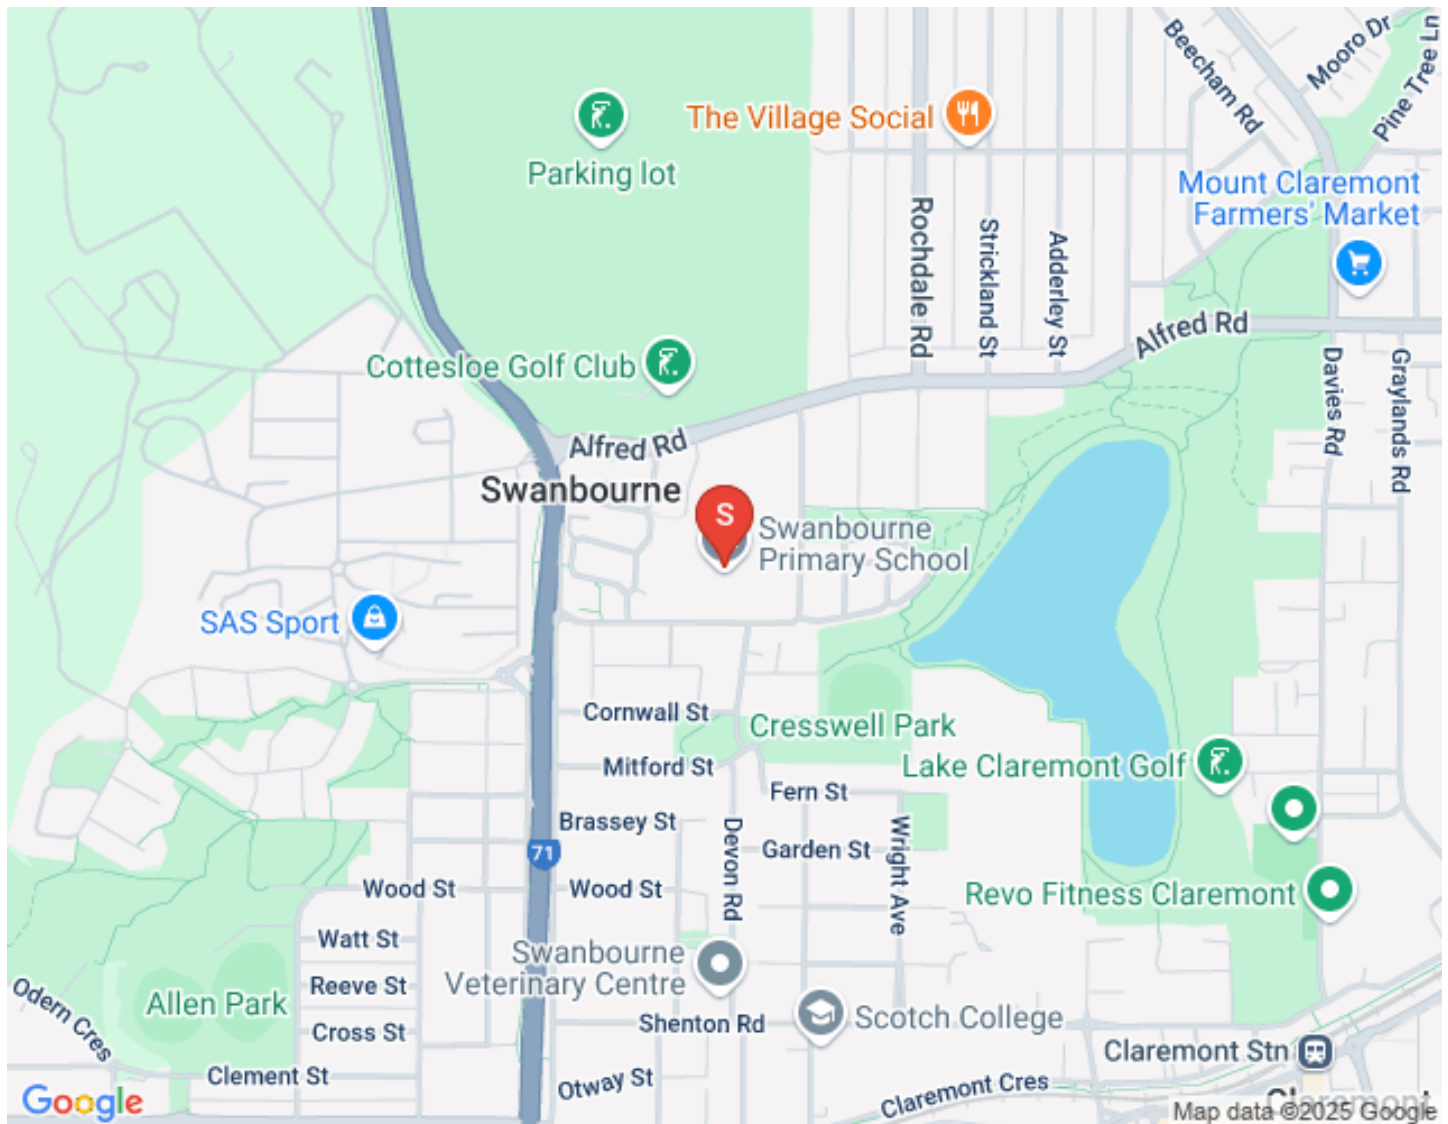 Mooro Dr
Pine Tree Ln
Beecham Rd
The Village Social
Parking lot
Mount Claremont
Farmers' Market
Rochdale Rd
Strickland St
Adderley St
Alfred Rd
Cottesloe Golf Club
Davies Rd
Graylands Rd
Alfred Rd
Swanbourne
S
Swanbourne
Primary School
SAS Sport
Cornwall St
Cresswell Park
Mitford St
Lake Claremont Golf
Fern St
Brassey St
Devon Rd
Garden St
Wright Ave
71
Wood St
Wood St
Revo Fitness Claremont
Watt St
Swanbourne
Veterinary Centre
Reeve St
Allen Park
Odern Cres
Cross St
Shenton Rd
Scotch College
Claremont Stn
Clement St
Otway St
Claremont Cres
Claremont
Google
Map data ©2025 Google